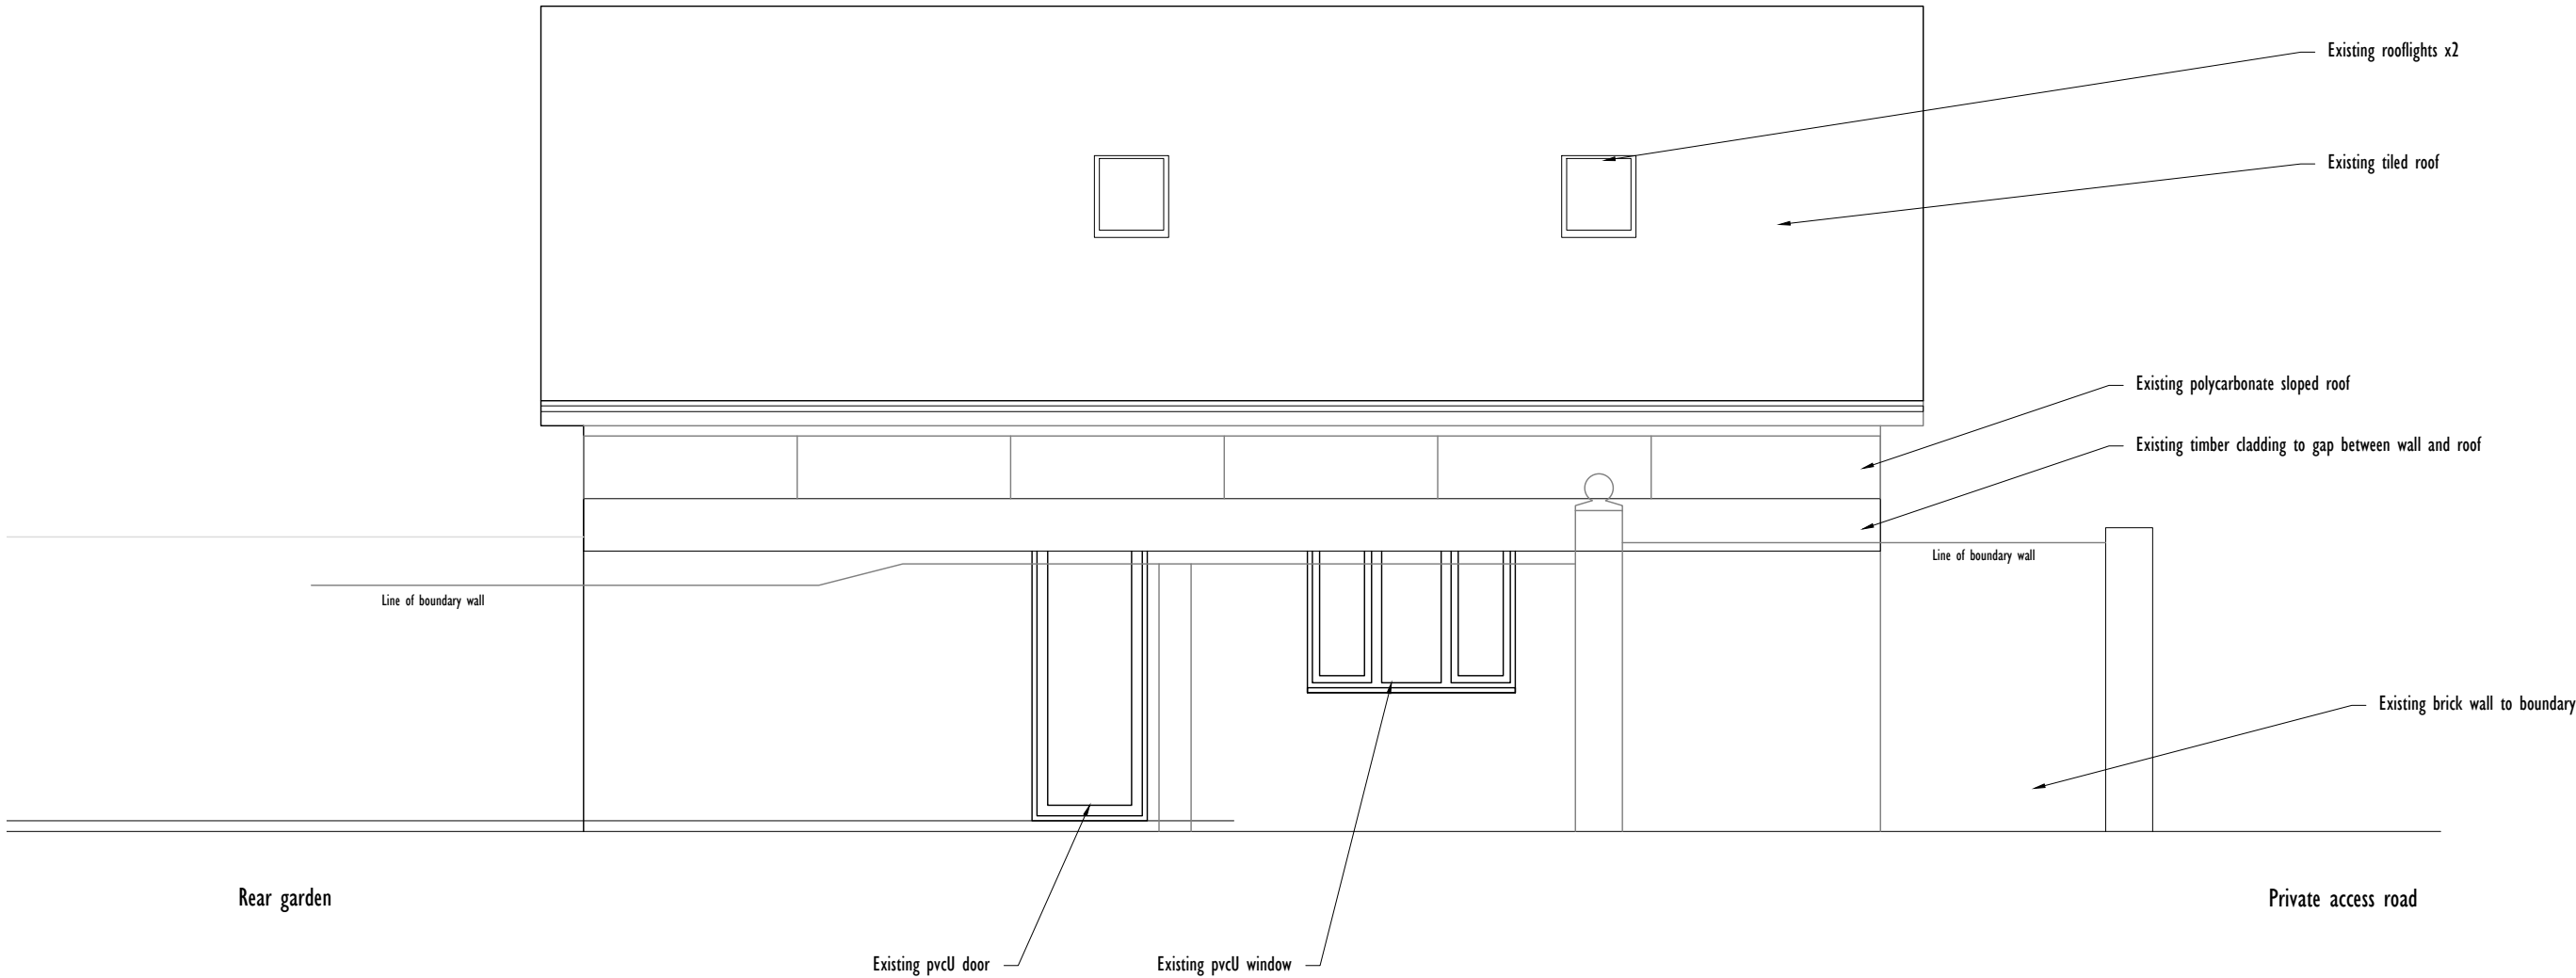 Existing rooflights x2
Existing tiled roof
Existing polycarbonate sloped roof
Existing timber cladding to gap between wall and roof
Line of boundary wall
Line of boundary wall
Existing brick wall to boundary
Rear garden
Private access road
Existing pvcU door
Existing pvcU window